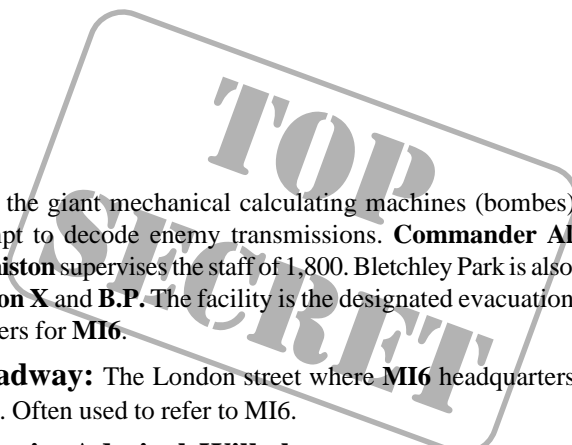 TOP
SECRET
the giant mechanical calculating machines (bombes)
pt to decode enemy transmissions. Commander Al
iston supervises the staff of 1,800. Bletchley Park is also
on X and B.P. The facility is the designated evacuation
ers for MI6.
adway: The London street where MI6 headquarters
. Often used to refer to MI6.